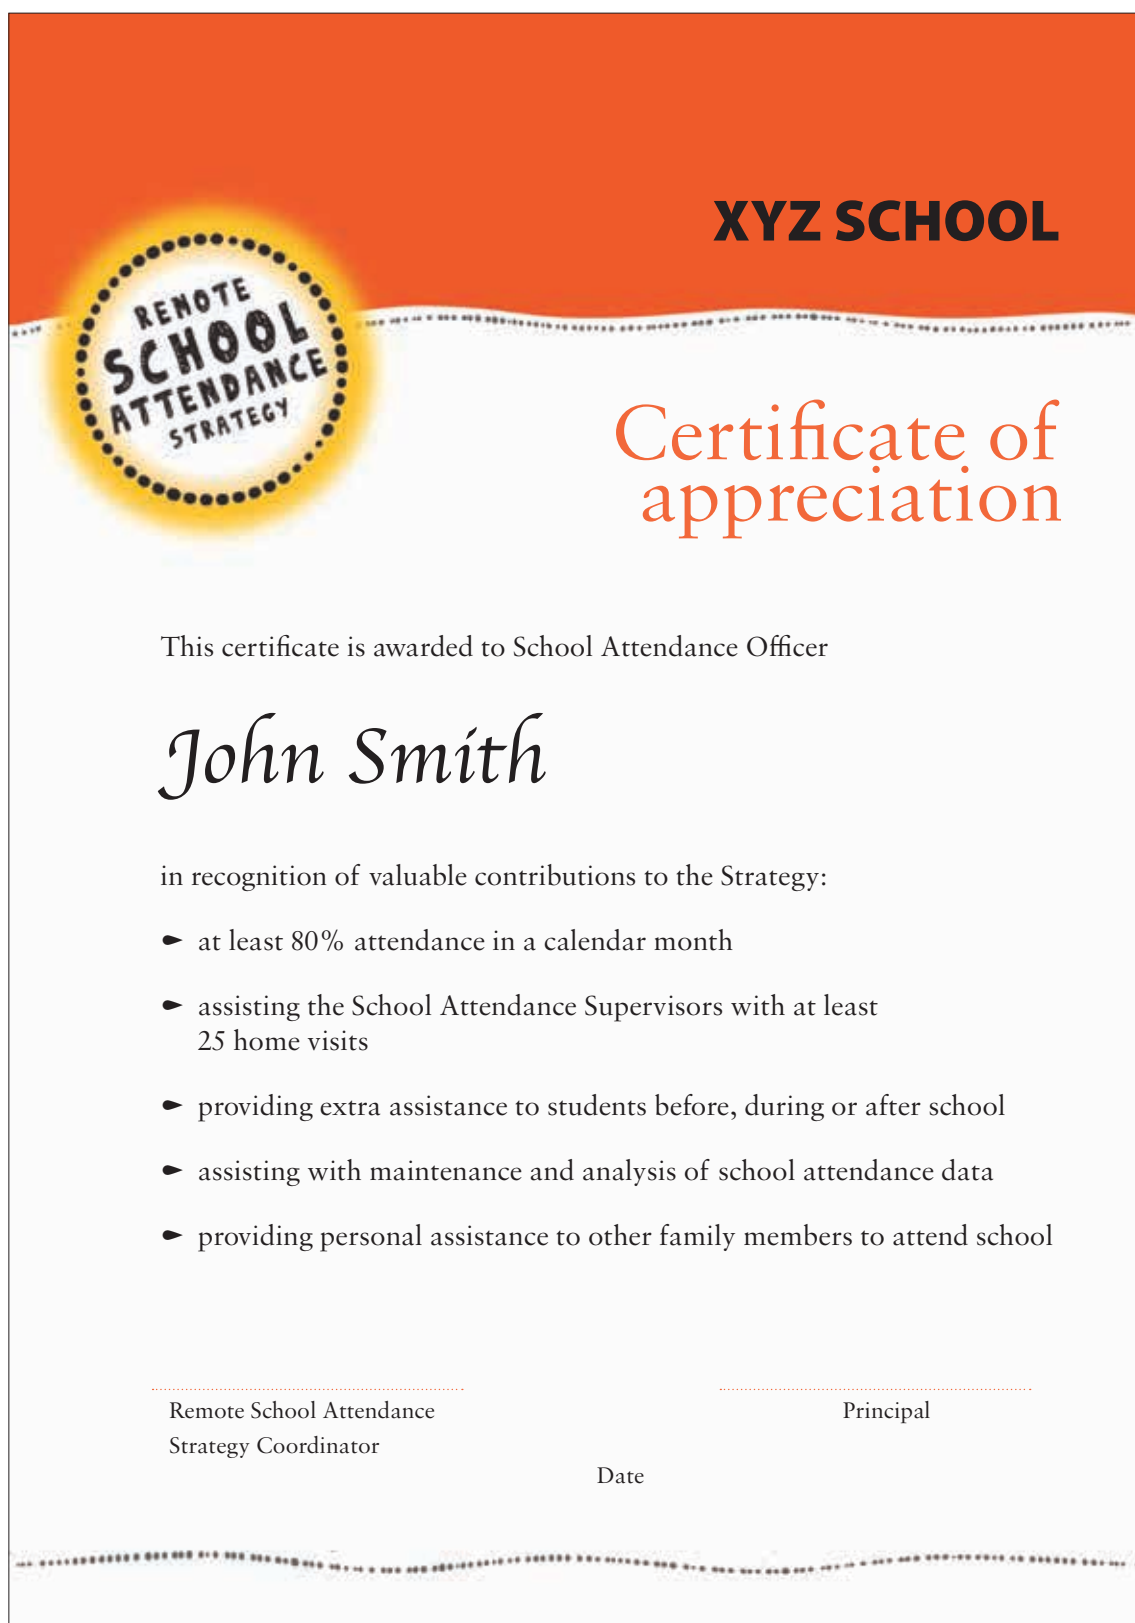 XYZ SCHOOL
REMOTE
SCHOOL
ATTENDANCE
STRATEGY
Certificate of
appreciation
This certificate is awarded to School Attendance Officer
John Smith
in recognition of valuable contributions to the Strategy:
at least 80% attendance in a calendar month
assisting the School Attendance Supervisors with at least
25 home visits
providing extra assistance to students before, during or after school
assisting with maintenance and analysis of school attendance data
providing personal assistance to other family members to attend school
Remote School Attendance
Strategy Coordinator
Principal
Date